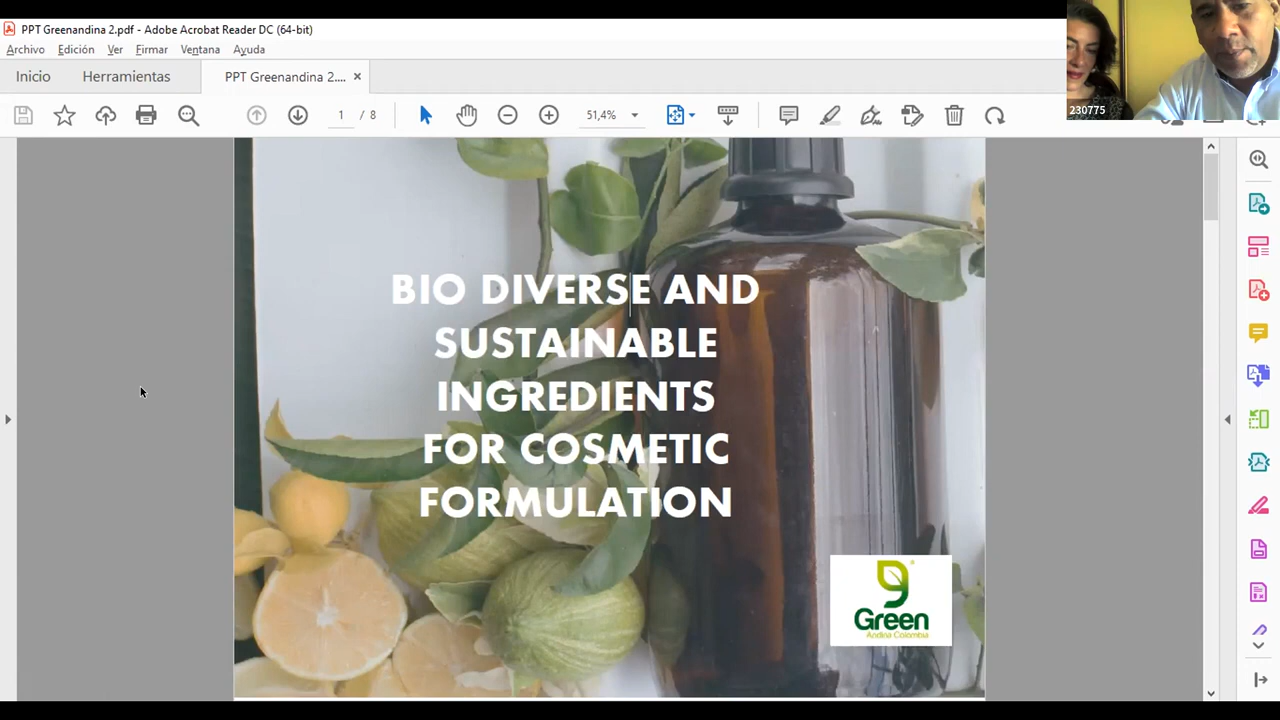 PPT Greenandina 2.pdf - Adobe Acrobat Reader DC (64-bit)
Archivo Edición Ver Firmar Ventana Ayuda
Inicio Herramientas PPT Greenandina 2.... ×
1 / 8 51,4%
230775
BIO DIVERSE AND
SUSTAINABLE
INGREDIENTS
FOR COSMETIC
FORMULATION
Green
Andina Colombia